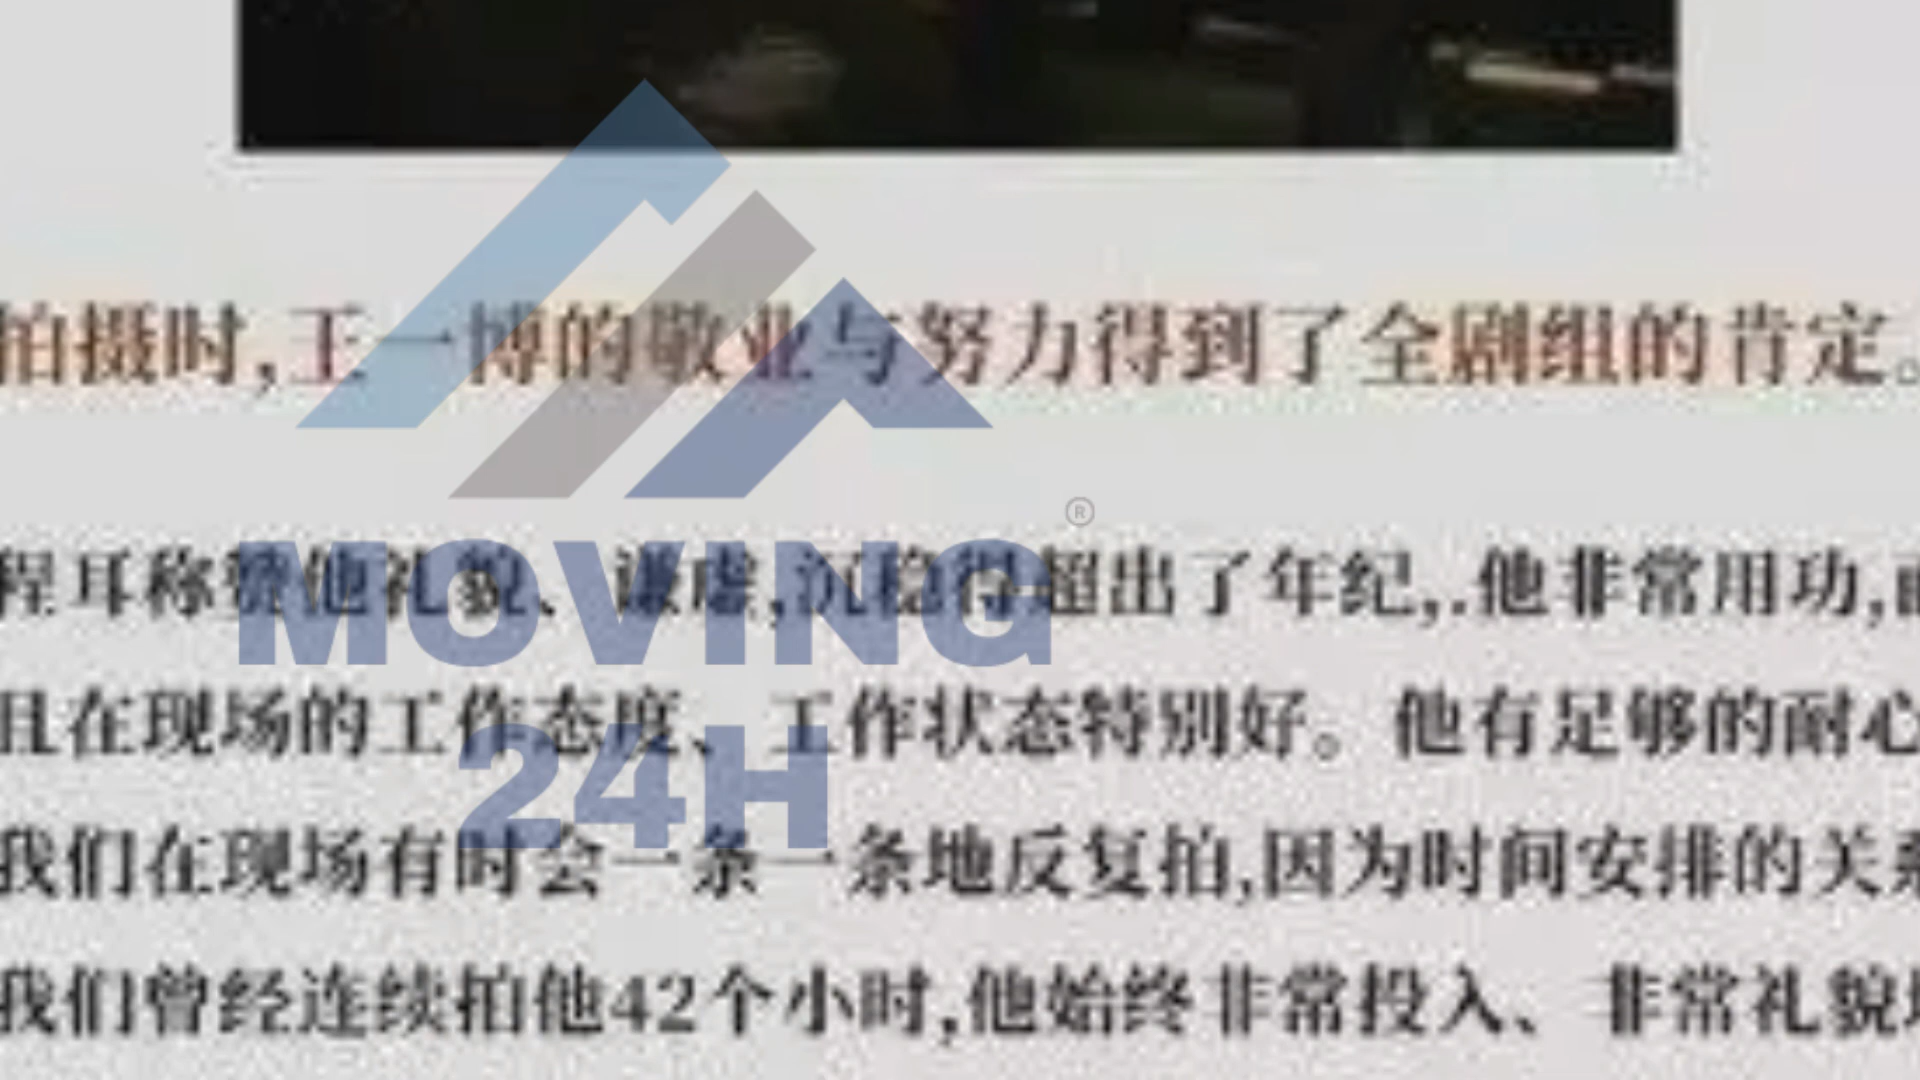 拍摄时,王一博的敬业与努力得到了全剧组的肯定。
®
程耳称赞他礼貌、谦虚,沉稳得超出了年纪,.他非常用功,而
MOVING
且在现场的工作态度、工作状态特别好。他有足够的耐心
24H
我们在现场有时会一条一条地反复拍,因为时间安排的关系
我们曾经连续拍他42个小时,他始终非常投入、非常礼貌地